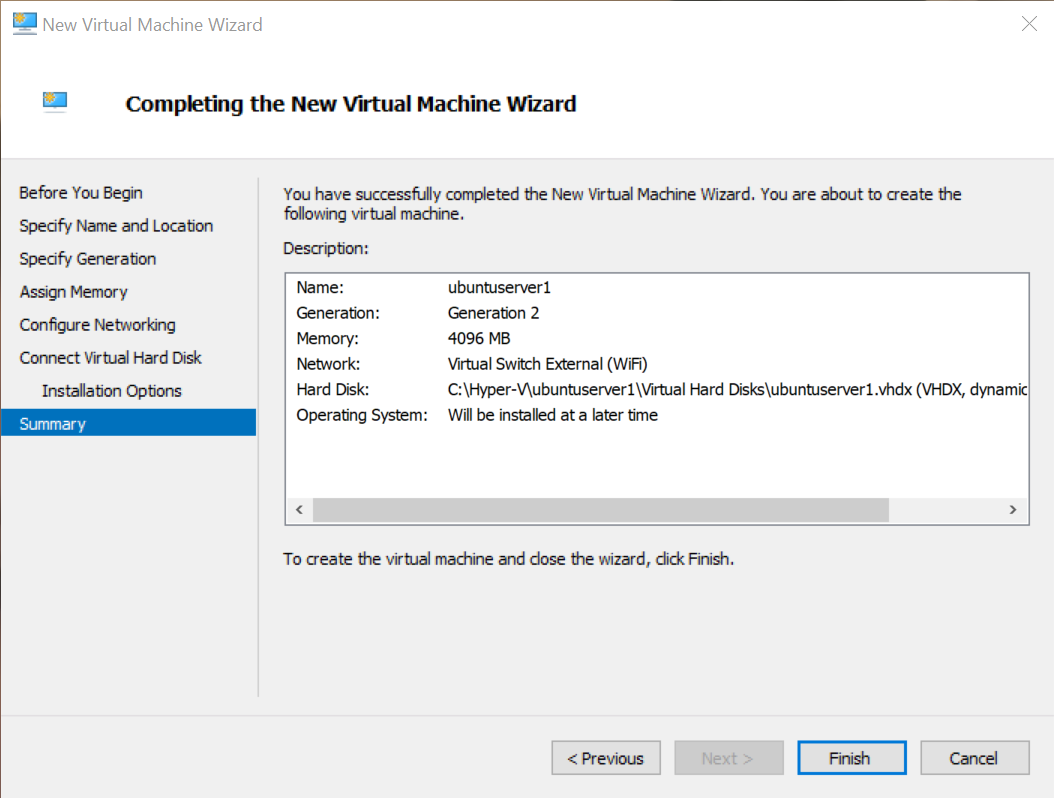 New Virtual Machine Wizard
Completing the New Virtual Machine Wizard
Before You Begin
Specify Name and Location
Specify Generation
Assign Memory
Configure Networking
Connect Virtual Hard Disk
Installation Options
Summary
You have successfully completed the New Virtual Machine Wizard. You are about to create the
following virtual machine.
Description:
Name: ubuntuserver1
Generation: Generation 2
Memory: 4096 MB
Network: Virtual Switch External (WiFi)
Hard Disk: C:\Hyper-V\ubuntuserver1\Virtual Hard Disks\ubuntuserver1.vhdx (VHDX, dynamic
Operating System: Will be installed at a later time
To create the virtual machine and close the wizard, click Finish.
< Previous
Next >
Finish
Cancel